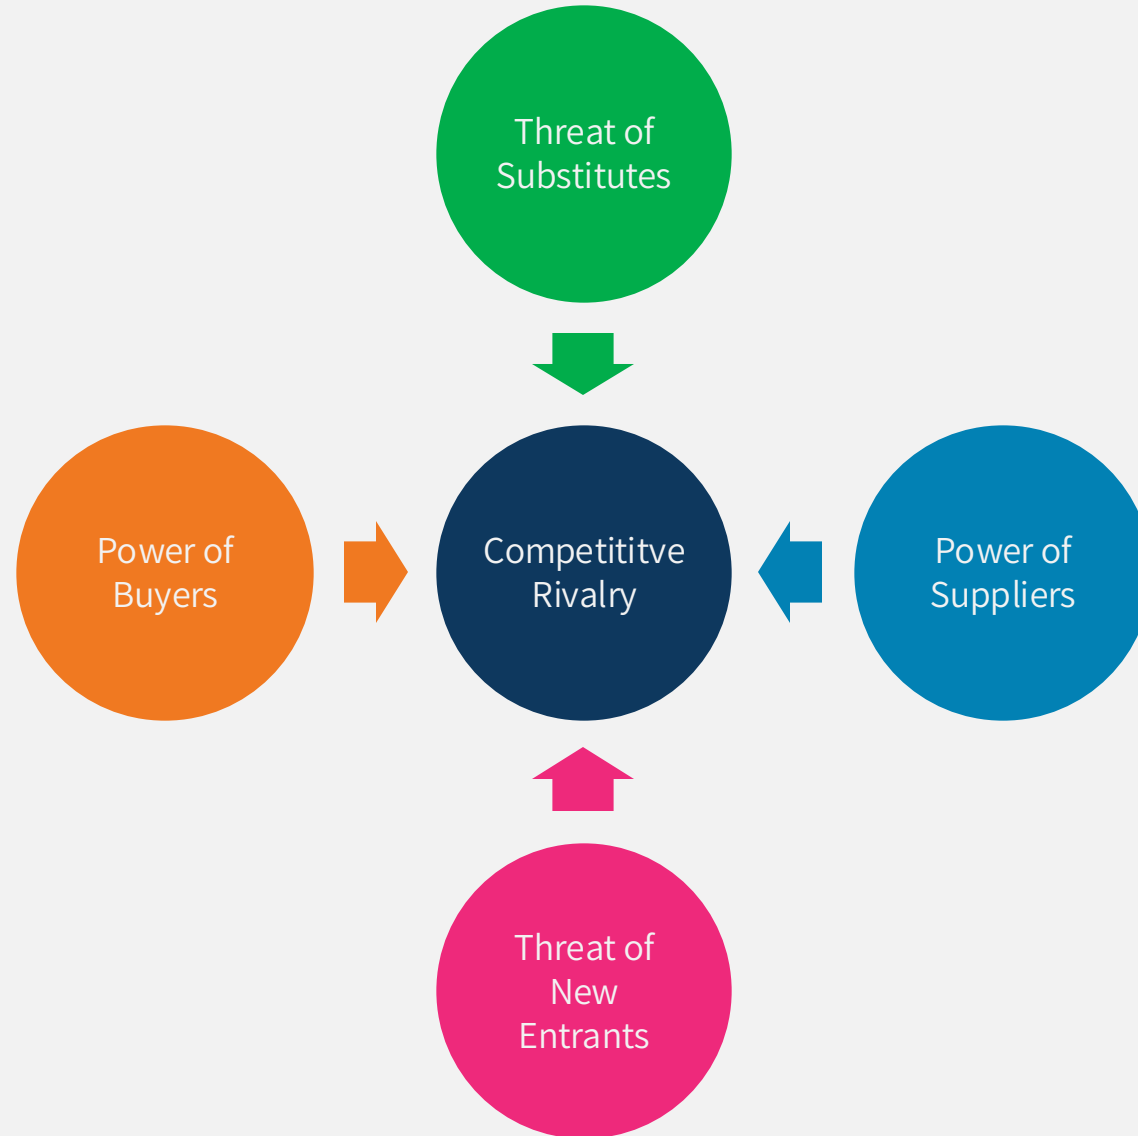 Threat of
Substitutes
Power of
Buyers
Competititve
Rivalry
Power of
Suppliers
Threat of
New
Entrants